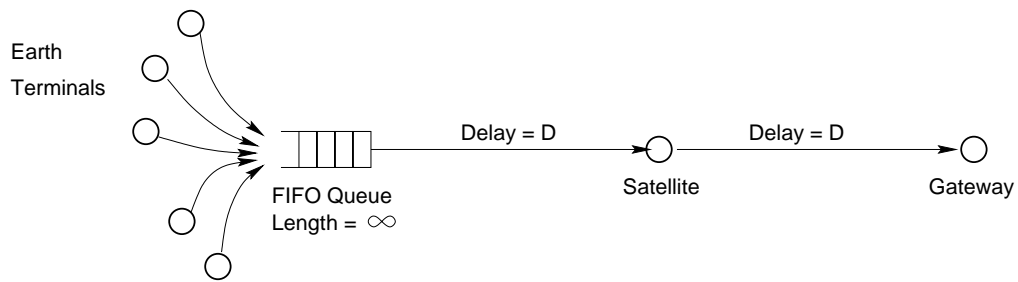 Earth
Terminals
Delay = D
Delay = D
Satellite
Gateway
FIFO Queue
Length = ∞